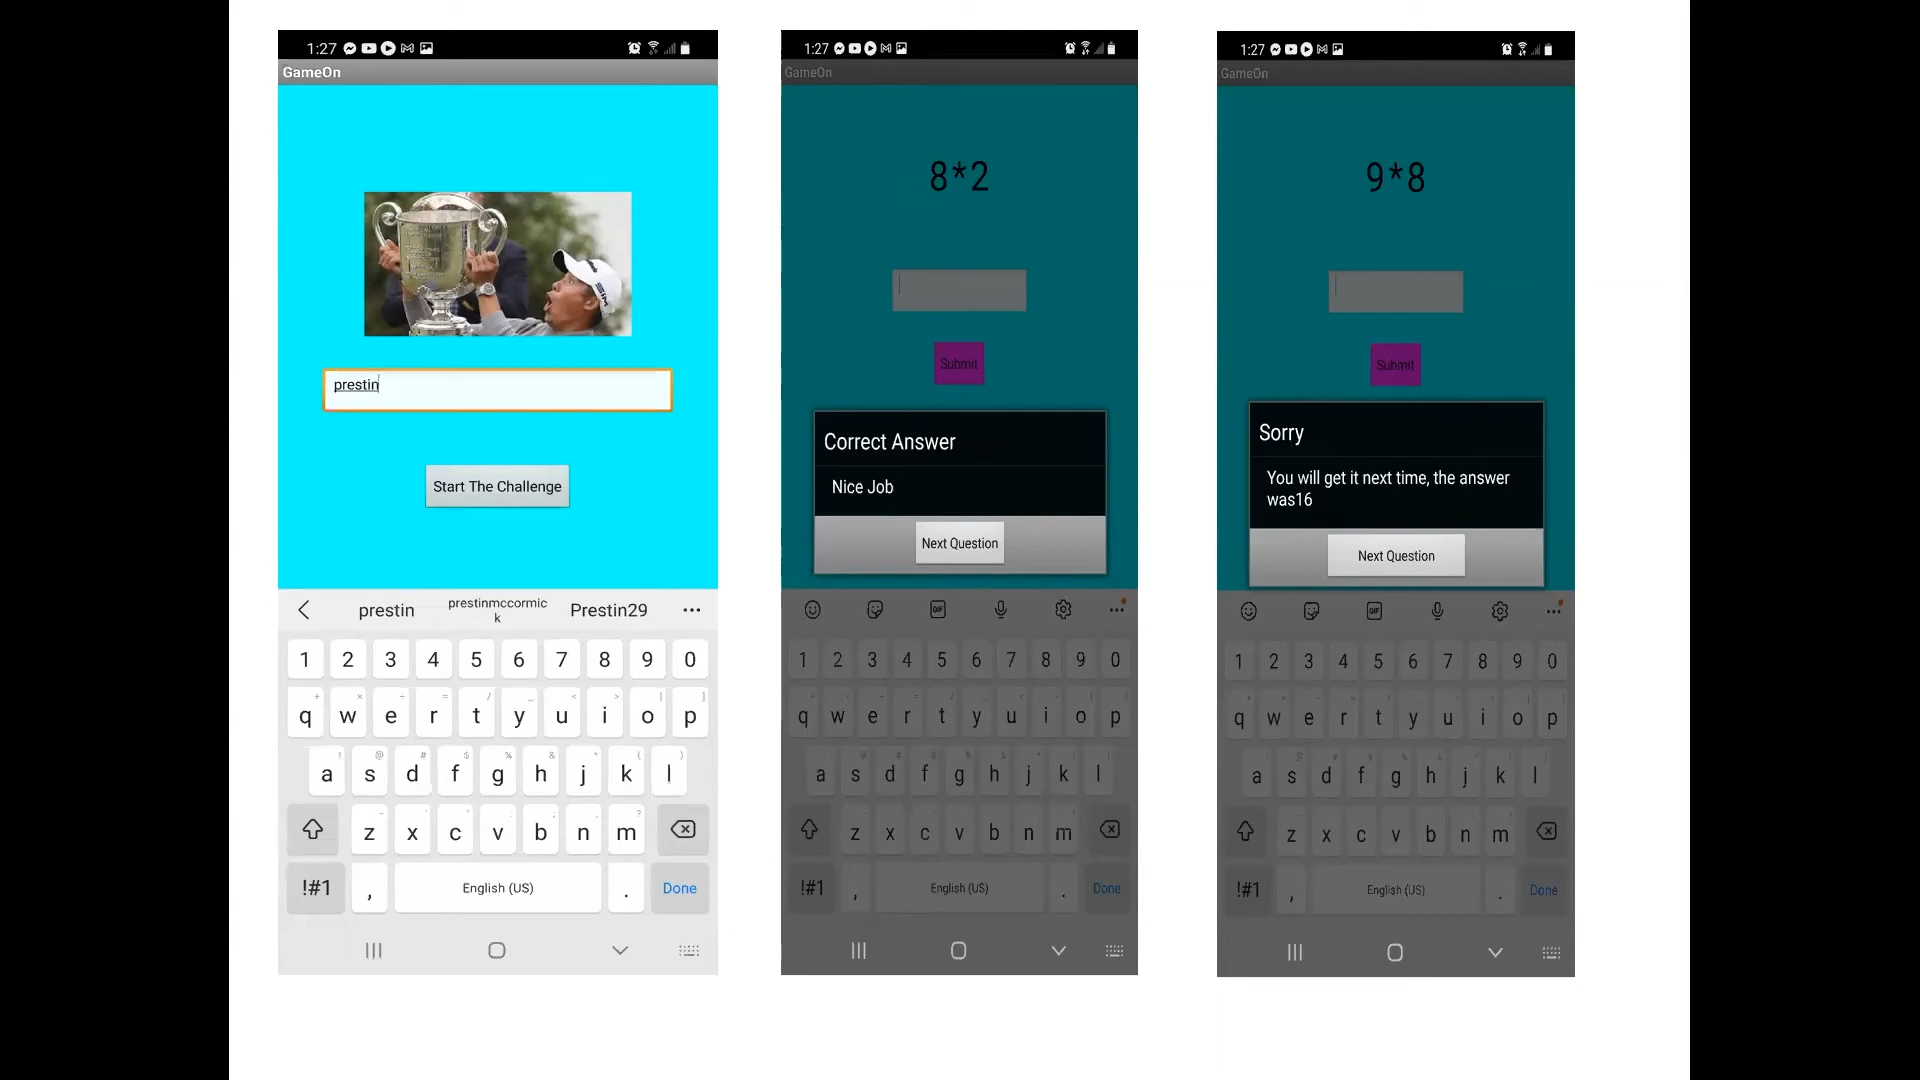 1:27
GameOn
prestin
Start The Challenge
prestin
prestinmccormic
k
Prestin29
1 2 3 4 5 6 7 8 9 0
q w e r t y u i o p
a s d f g h j k l
z x c v b n m
!#1 , English (US) . Done
1:27
GameOn
8*2
Submit
Correct Answer
Nice Job
Next Question
GIF
1 2 3 4 5 6 7 8 9 0
q w e r t y u i o p
a s d f g h j k l
z x c v b n m
!#1 , English (US) . Done
1:27
GameOn
9*8
Submit
Sorry
You will get it next time, the answer
was16
Next Question
GIF
1 2 3 4 5 6 7 8 9 0
q w e r t y u i o p
a s d f g h j k l
z x c v b n m
!#1 , English (US) . Done